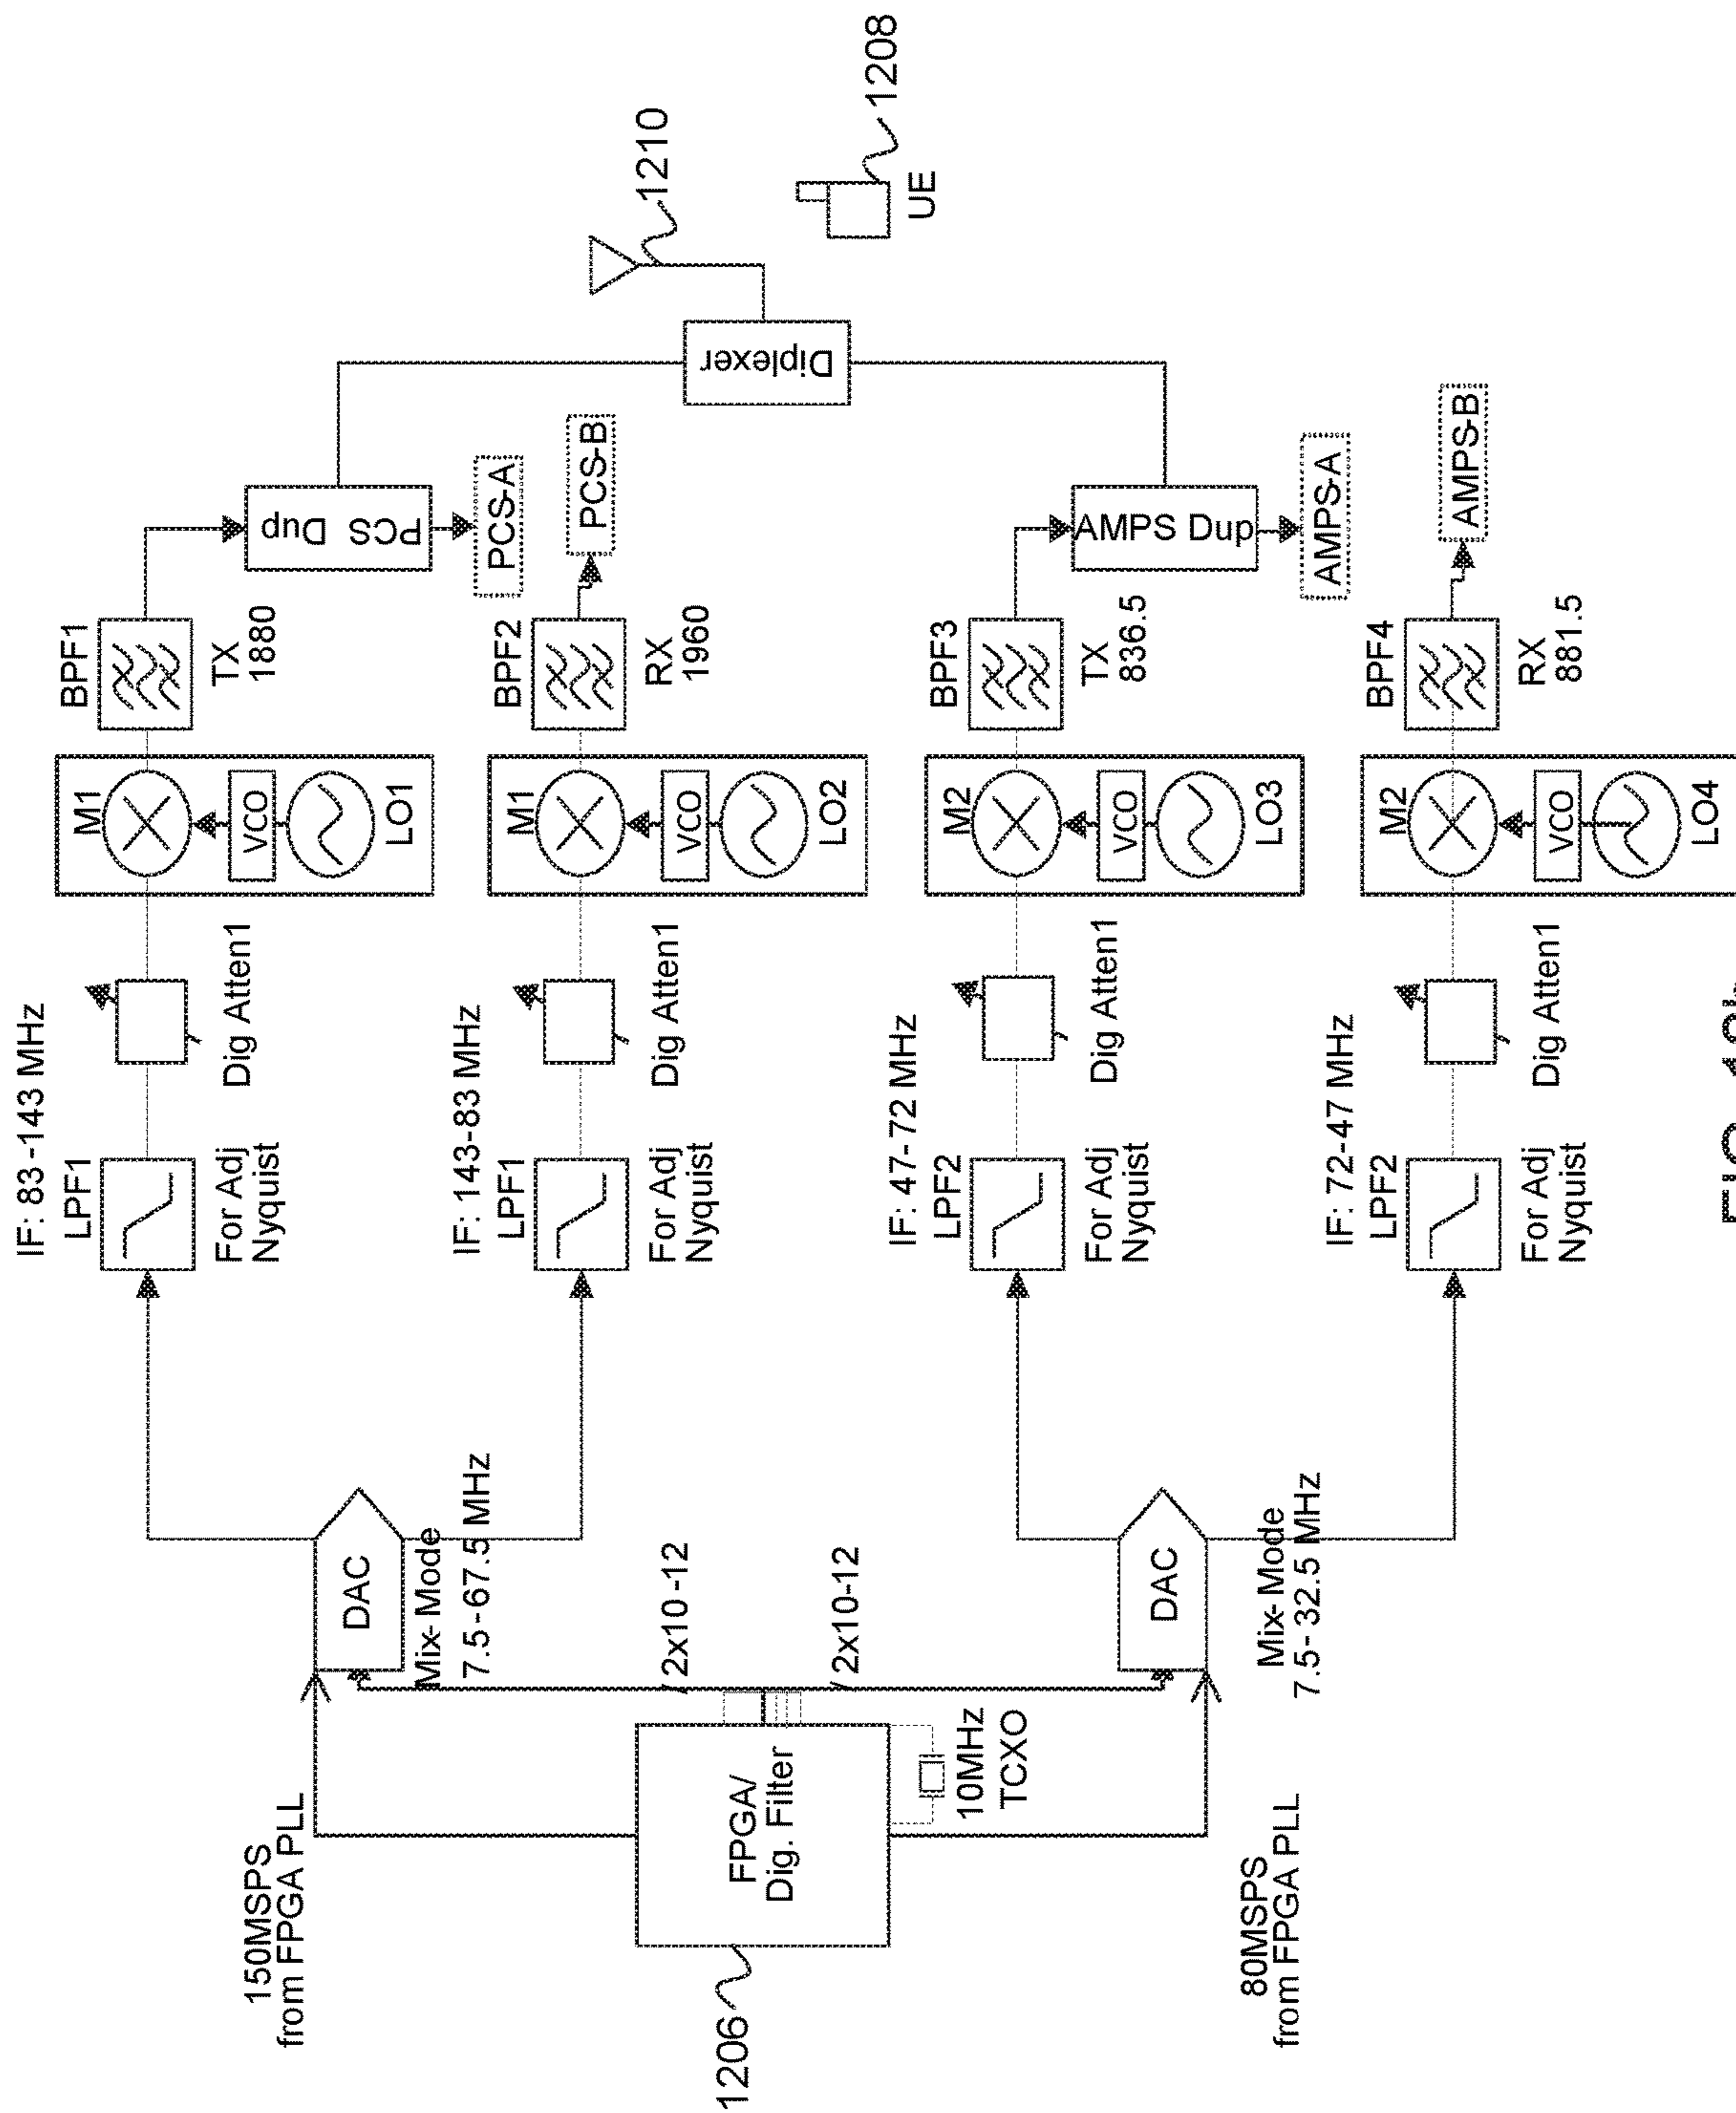 150MSPS
from FPGA PLL
1206
FPGA/
Dig. Filter
10MHz
TCXO
80MSPS
from FPGA PLL
DAC
Mix-Mode
7.5-67.5 MHz
2x10-12
2x10-12
DAC
Mix-Mode
7.5-32.5 MHz
IF: 83-143 MHz
LPF1
For Adj
Nyquist
Dig Atten1
M1
VCO
LO1
BPF1
TX
1880
PCS Dup
PCS-A
IF: 143-83 MHz
LPF1
For Adj
Nyquist
Dig Atten1
M1
VCO
LO2
BPF2
RX
1960
PCS-B
IF: 47-72 MHz
LPF2
For Adj
Nyquist
Dig Atten1
M2
VCO
LO3
BPF3
TX
836.5
AMPS Dup
AMPS-A
IF: 72-47 MHz
LPF2
For Adj
Nyquist
Dig Atten1
M2
VCO
LO4
BPF4
RX
881.5
AMPS-B
Diplexer
1210
UE
1208